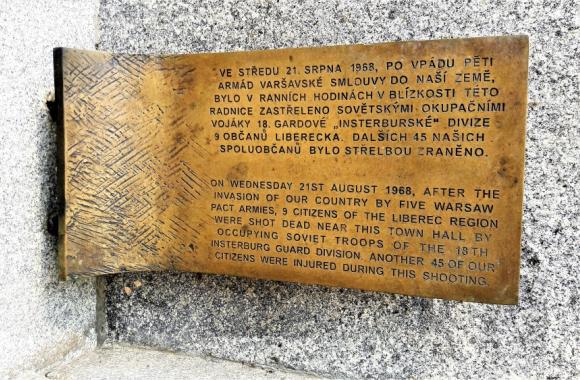 VE STŘEDU 21. SRPNA 1968, PO VPÁDU PĚTI
ARMÁD VARŠAVSKÉ SMLOUVY DO NAŠÍ ZEMĚ,
BYLO V RANNÍCH HODINÁCH V BLÍZKOSTI TÉTO
RADNICE ZASTŘELENO SOVĚTSKÝMI OKUPAČNÍMI
VOJÁKY 18. GARDOVÉ „INSTERBURSKÉ“ DIVIZE
9 OBČANŮ LIBERECKA. DALŠÍCH 45 NAŠICH
SPOLUOBČANŮ BYLO STŘELBOU ZRANĚNO.
ON WEDNESDAY 21ST AUGUST 1968, AFTER THE
INVASION OF OUR COUNTRY BY FIVE WARSAW
PACT ARMIES, 9 CITIZENS OF THE LIBEREC REGION
WERE SHOT DEAD NEAR THIS TOWN HALL BY
OCCUPYING SOVIET TROOPS OF THE 18TH
INSTERBURG GUARD DIVISION. ANOTHER 45 OF OUR
CITIZENS WERE INJURED DURING THIS SHOOTING.